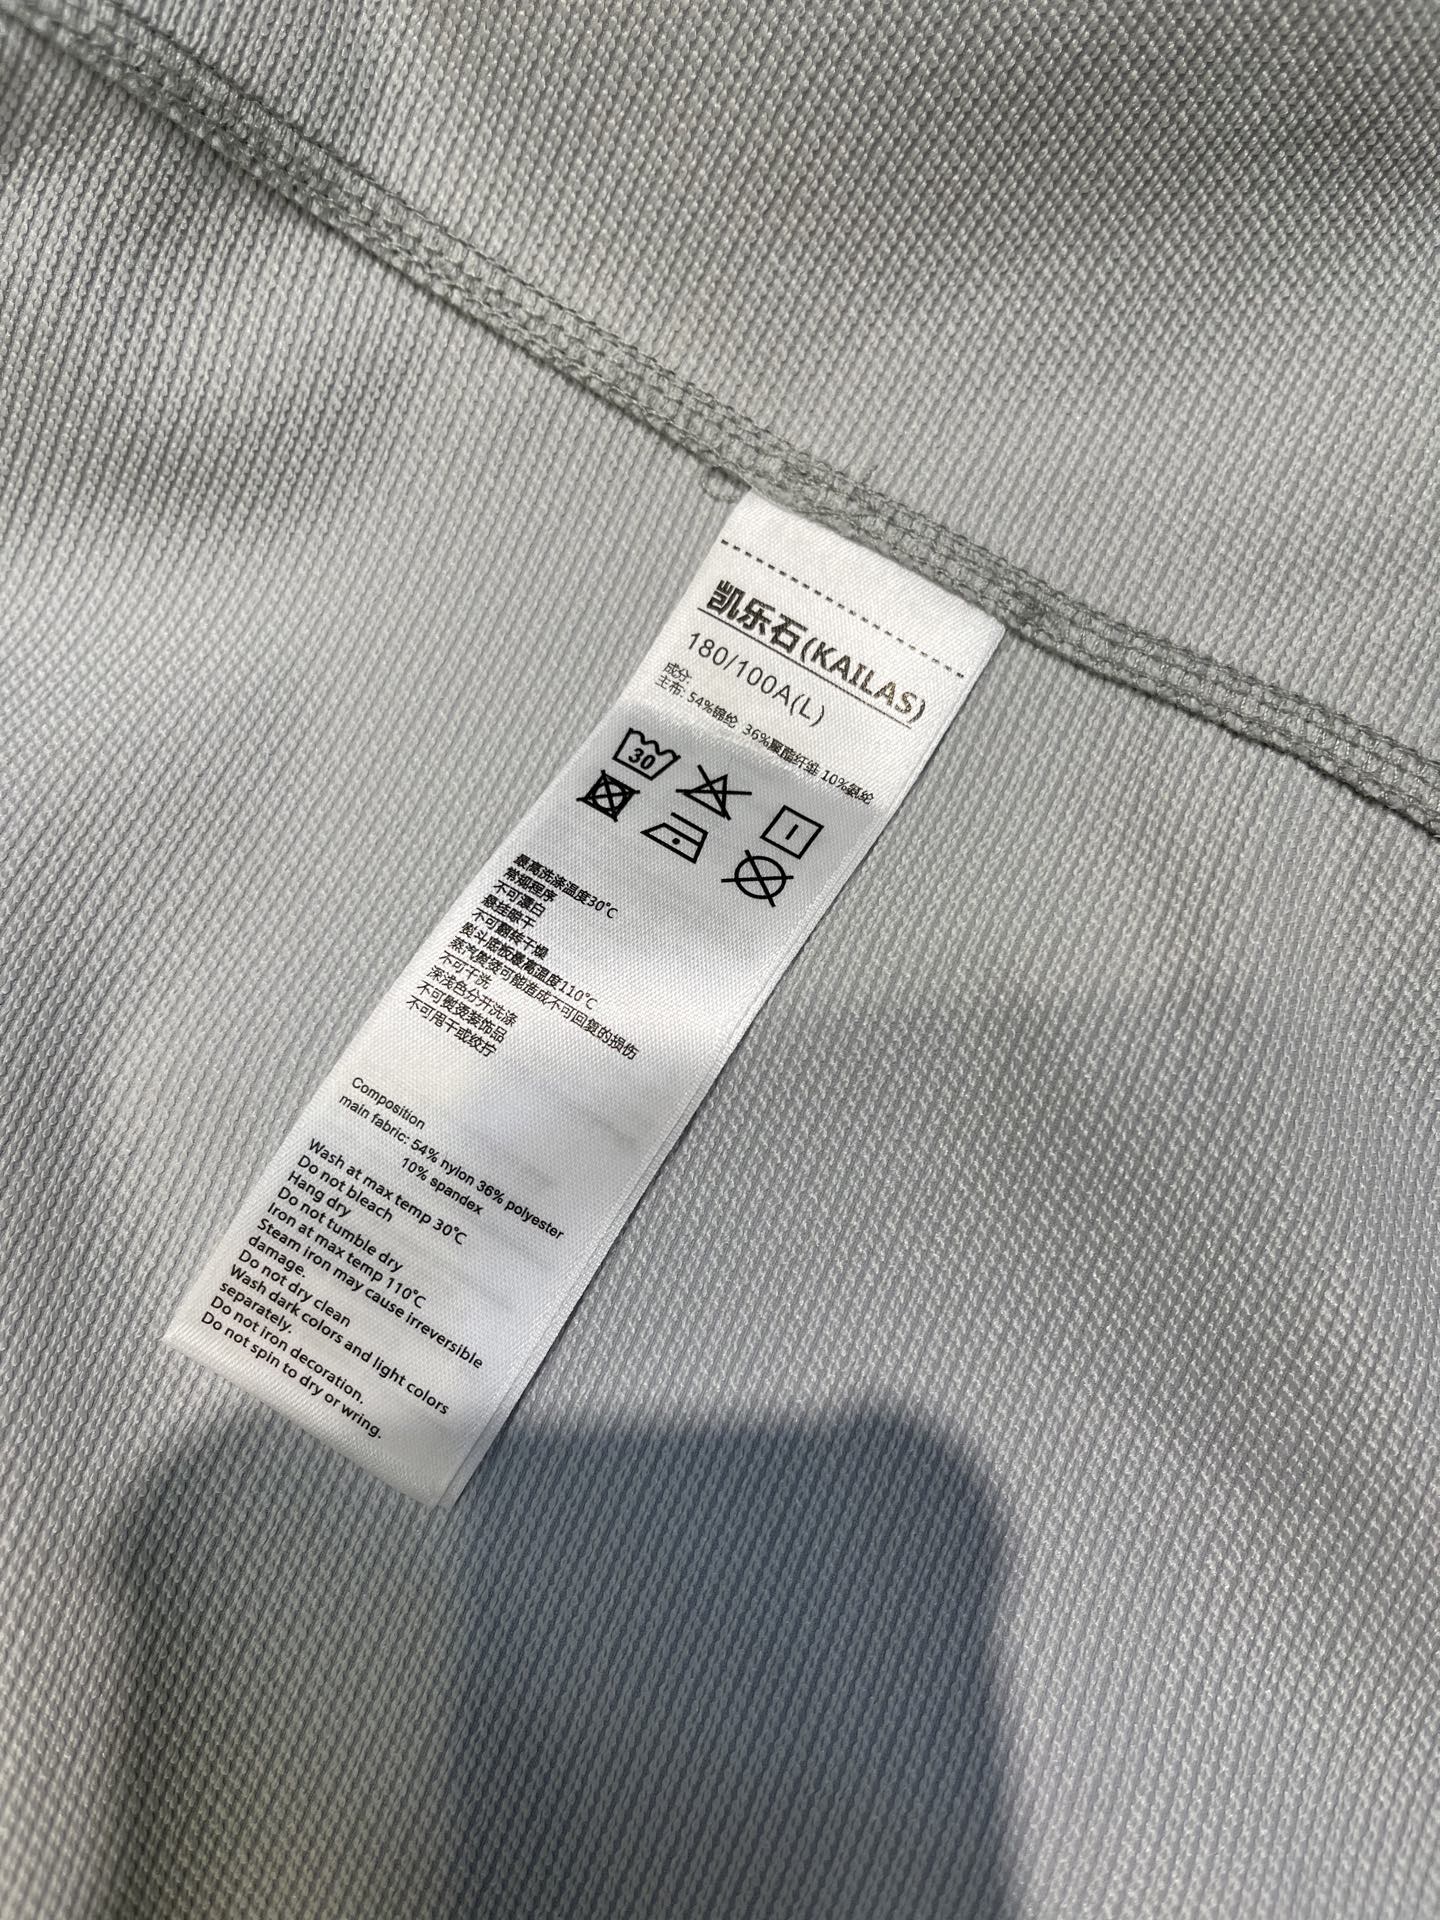 凯乐石(KAILAS)
180/100A(L)
成分:
主布: 54%锦纶 36%聚酯纤维 10%氨纶
30
最高洗涤温度30℃
常规程序
不可漂白
悬挂晾干
不可翻转干燥
熨斗底板最高温度110℃
蒸汽熨烫可能造成不可回复的损伤
不可干洗
深浅色分开洗涤
不可熨烫装饰品
不可甩干或绞拧
Composition
main fabric: 54% nylon 36% polyester
10% spandex
Wash at max temp 30℃
Do not bleach
Hang dry
Do not tumble dry
Iron at max temp 110℃
Steam iron may cause irreversible
damage.
Do not dry clean
Wash dark colors and light colors
separately.
Do not iron decoration.
Do not spin to dry or wring.